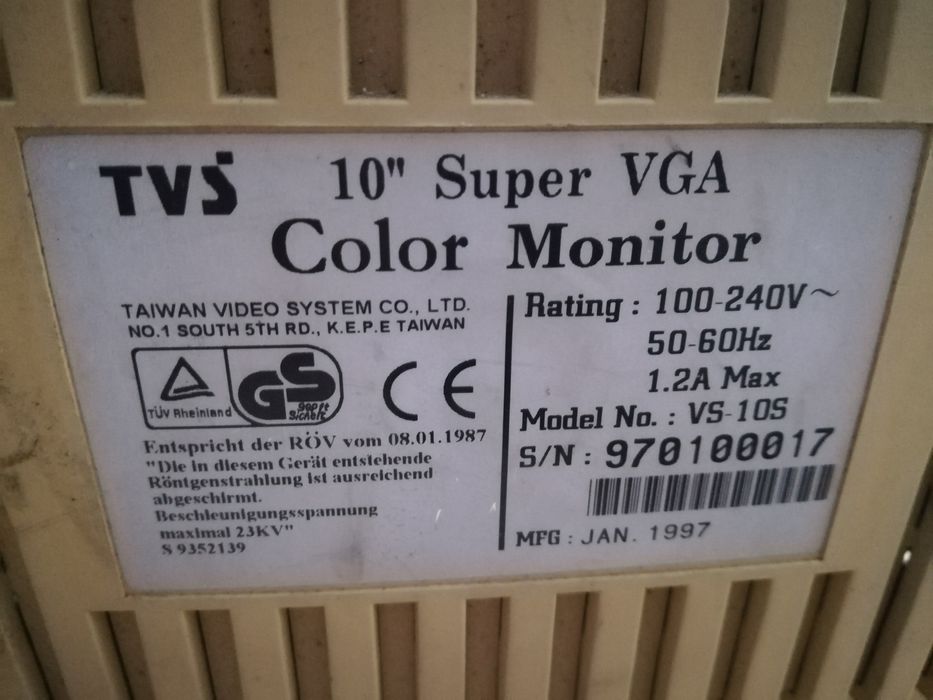 TVS 10" Super VGA
Color Monitor
TAIWAN VIDEO SYSTEM CO., LTD.
NO.1 SOUTH 5TH RD., K.E.P.E TAIWAN
TÜV Rheinland
GS
geprüfte Sicherheit
CE
Entspricht der RÖV vom 08.01.1987
"Die in diesem Gerät entstehende
Röntgenstrahlung ist ausreichend
abgeschirmt.
Beschleunigungsspannung
maximal 23KV"
S 9352139
Rating : 100-240V~
50-60Hz
1.2A Max
Model No. : VS-10S
S/N : 970100017
MFG : JAN. 1997